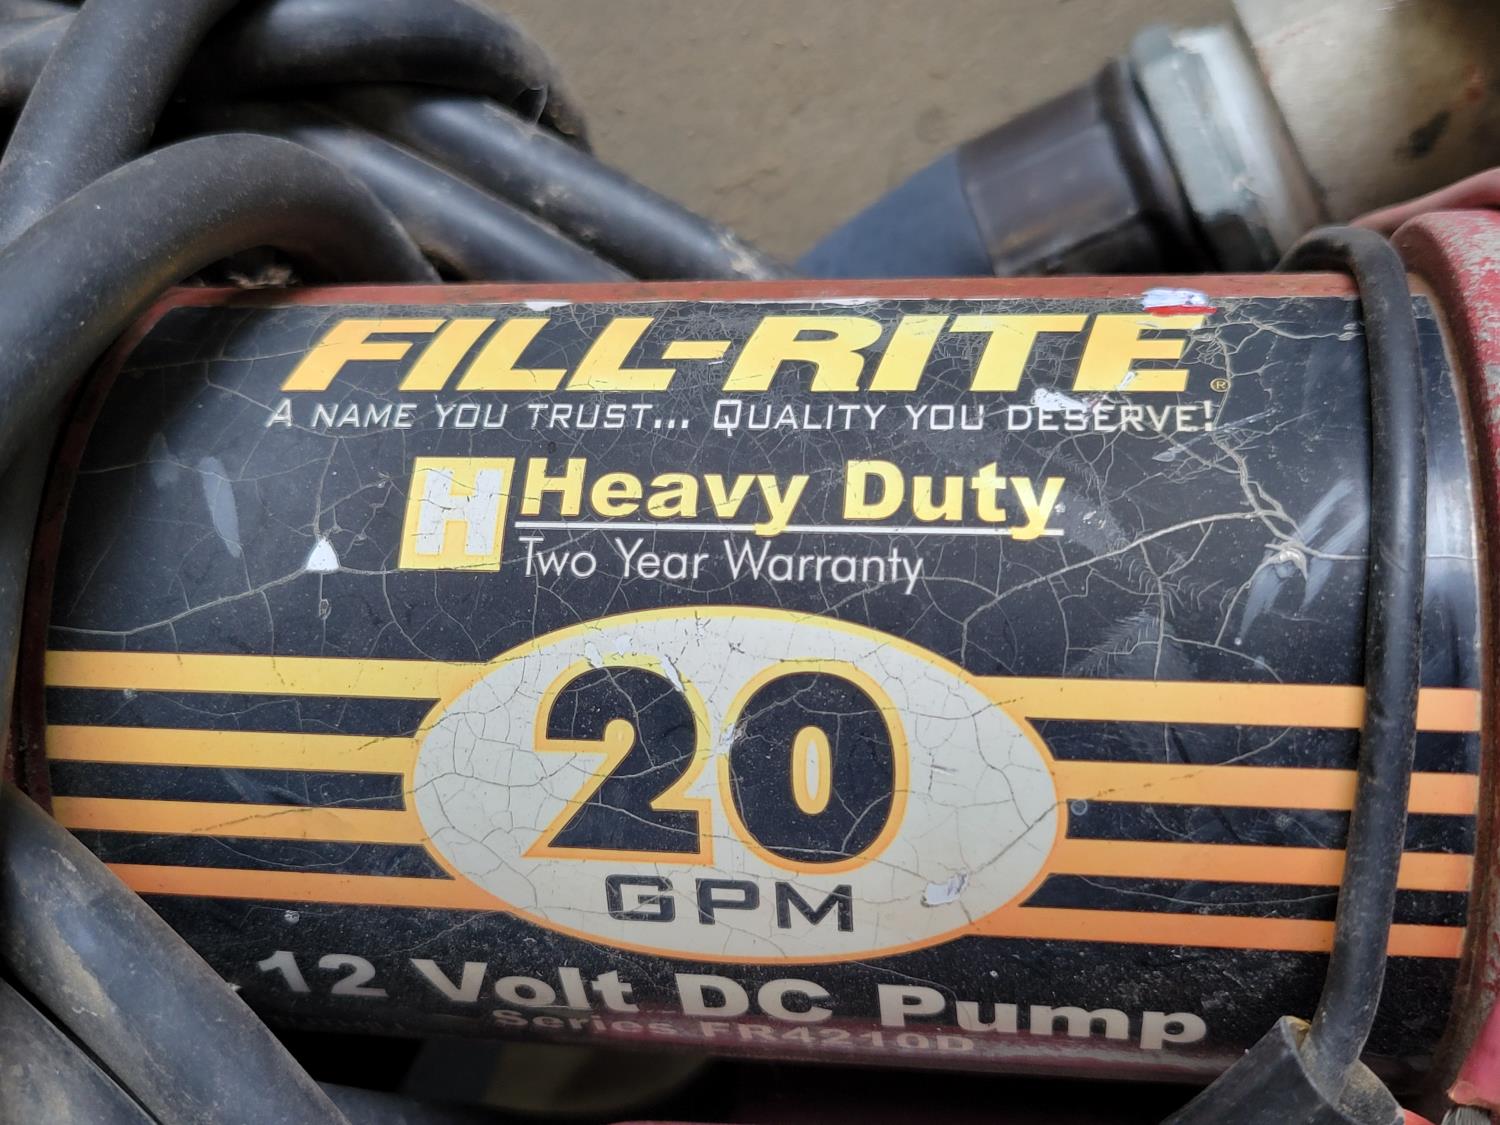 FILL-RITE®
A NAME YOU TRUST... QUALITY YOU DESERVE!
H Heavy Duty
Two Year Warranty
20
GPM
12 Volt DC Pump
Series FR4210D